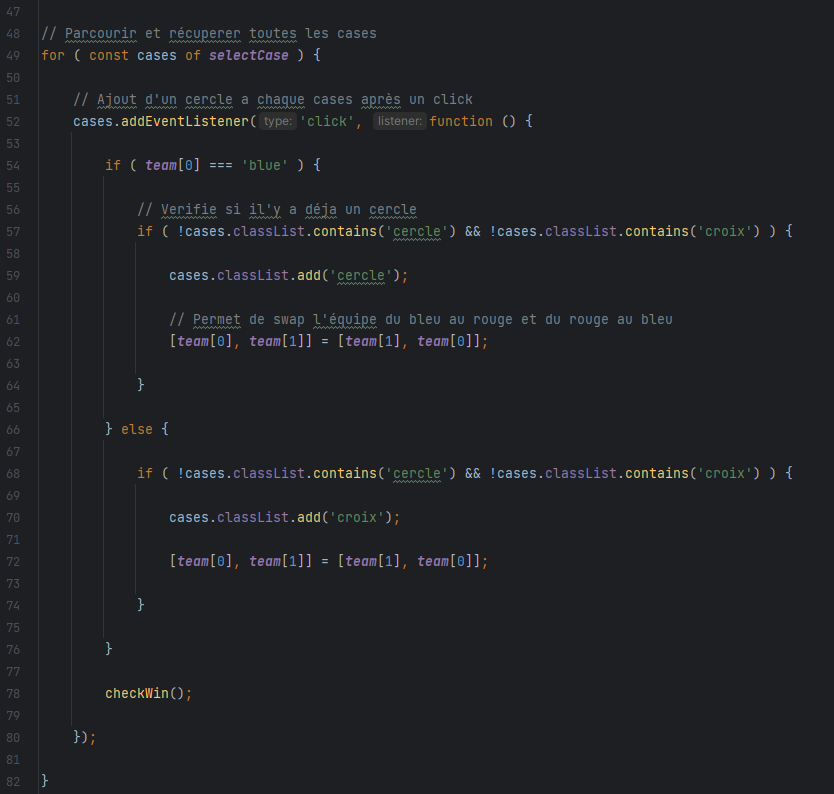 47
48 // Parcourir et récuperer toutes les cases
49 for ( const cases of selectCase ) {
50
51 // Ajout d'un cercle a chaque cases après un click
52 cases.addEventListener( type: 'click', listener: function () {
53
54 if ( team[0] === 'blue' ) {
55
56 // Verifie si il'y a déja un cercle
57 if ( !cases.classList.contains('cercle') && !cases.classList.contains('croix') ) {
58
59 cases.classList.add('cercle');
60
61 // Permet de swap l'équipe du bleu au rouge et du rouge au bleu
62 [team[0], team[1]] = [team[1], team[0]];
63
64 }
65
66 } else {
67
68 if ( !cases.classList.contains('cercle') && !cases.classList.contains('croix') ) {
69
70 cases.classList.add('croix');
71
72 [team[0], team[1]] = [team[1], team[0]];
73
74 }
75
76 }
77
78 checkWin();
79
80 });
81
82 }